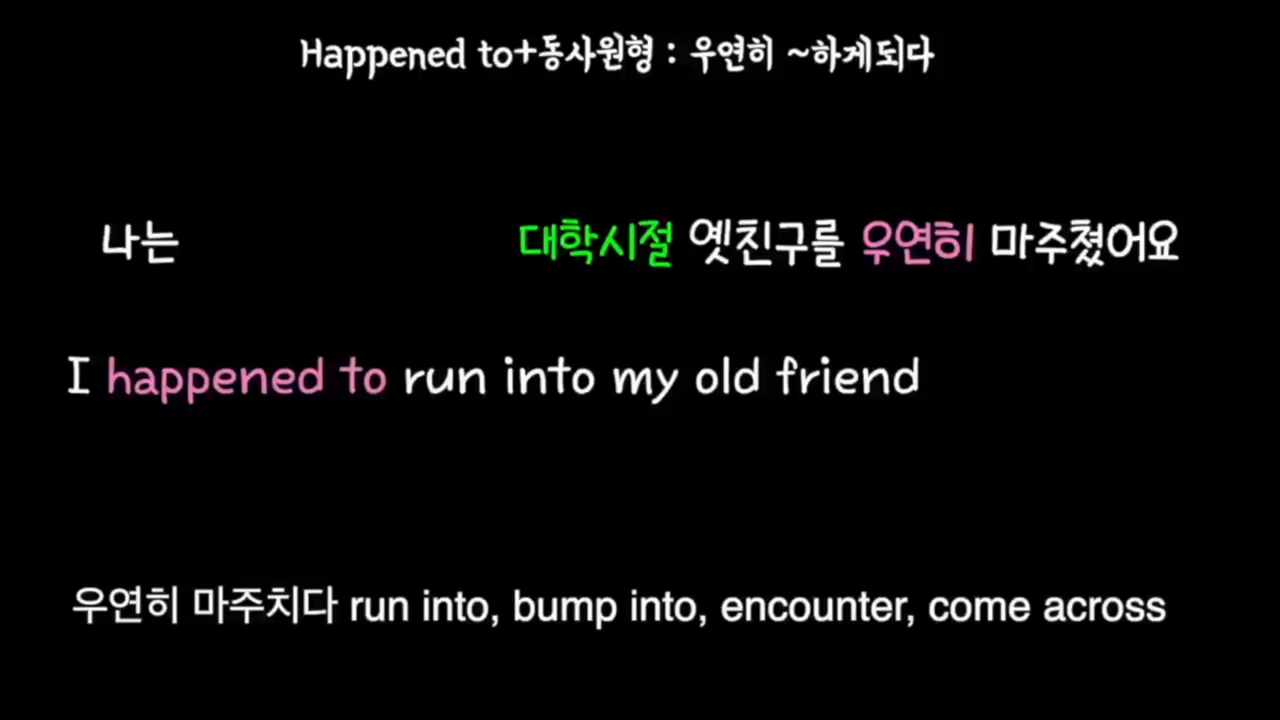 Happened to+동사원형 : 우연히 ~하게되다
나는 대학시절 옛친구를 우연히 마주쳤어요
I happened to run into my old friend
우연히 마주치다 run into, bump into, encounter, come across